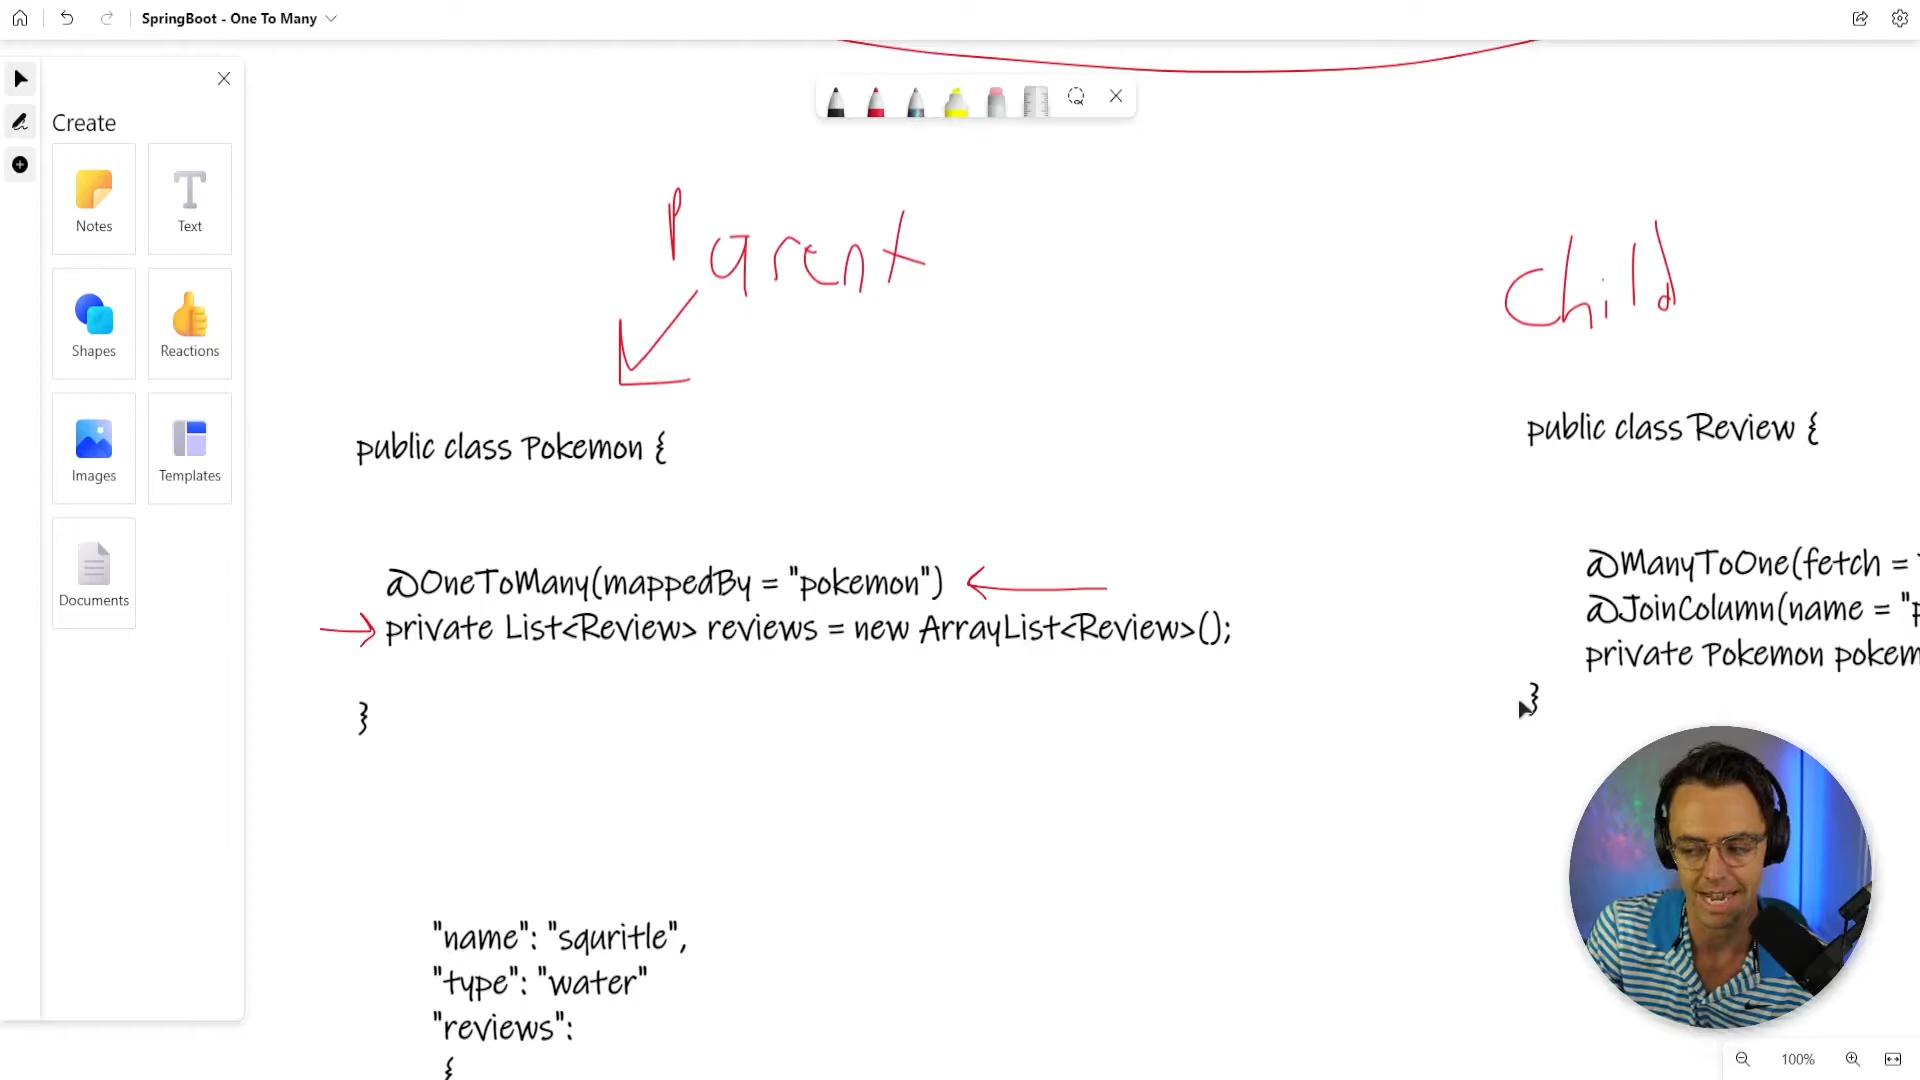 SpringBoot - One To Many
Create
Notes
Text
Shapes
Reactions
Images
Templates
Documents
Parent
child
public class Pokemon {
@OneToMany(mappedBy = "pokemon")
private List<Review> reviews = new ArrayList<Review>();
}
public class Review {
@ManyToOne(fetch =
@JoinColumn(name = "p
private Pokemon pokem
}
"name": "squritle",
"type": "water"
"reviews":
{
100%